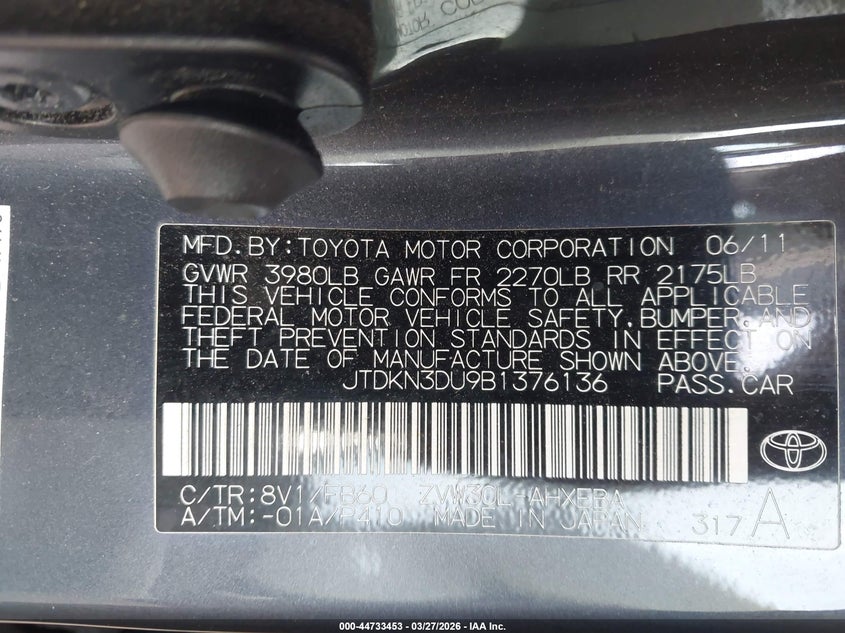 MFD.BY:TOYOTA MOTOR CORPORATION 06/11
GVWR 3980LB GAWR FR 2270LB RR 2175LB
THIS VEHICLE CONFORMS TO ALL APPLICABLE
FEDERAL MOTOR VEHICLE SAFETY,BUMPER,AND
THEFT PREVENTION STANDARDS IN EFFECT ON
THE DATE OF MANUFACTURE SHOWN ABOVE.
JTDKN3DU9B1376136 PASS.CAR
C/TR:8V1/FB60 ZVW30L-AHXEBA
A/TM:-01A/P410 MADE IN JAPAN 317 A
000-44733453 - 03/27/2026 - IAA Inc.